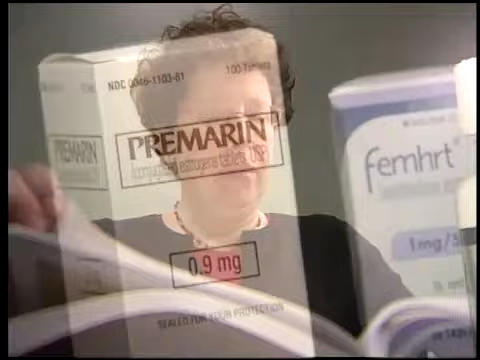 NDC 0046-1103-81
100 Tablets
PREMARIN
PREMARIN
(conjugated estrogens tablets, USP)
0.9 mg
SEALED FOR YOUR PROTECTION
femhrt
1mg/5